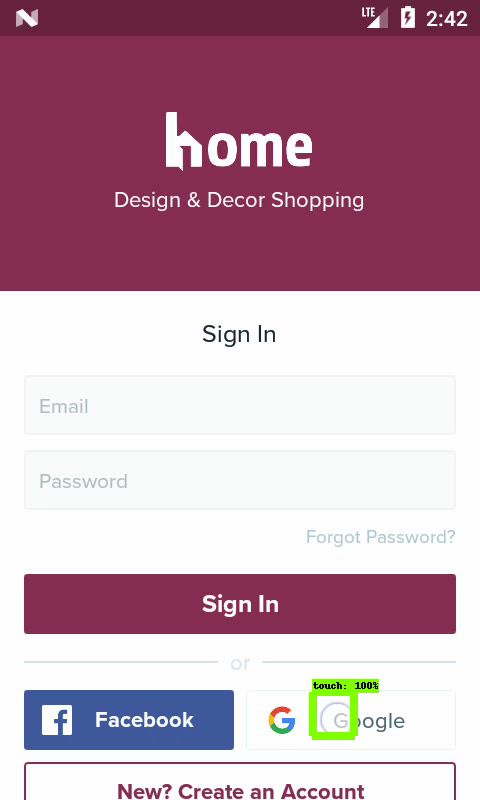 LTE 2:42
home
Design & Decor Shopping
Sign In
Email
Password
Forgot Password?
Sign In
or
touch: 100%
Facebook
Google
New? Create an Account